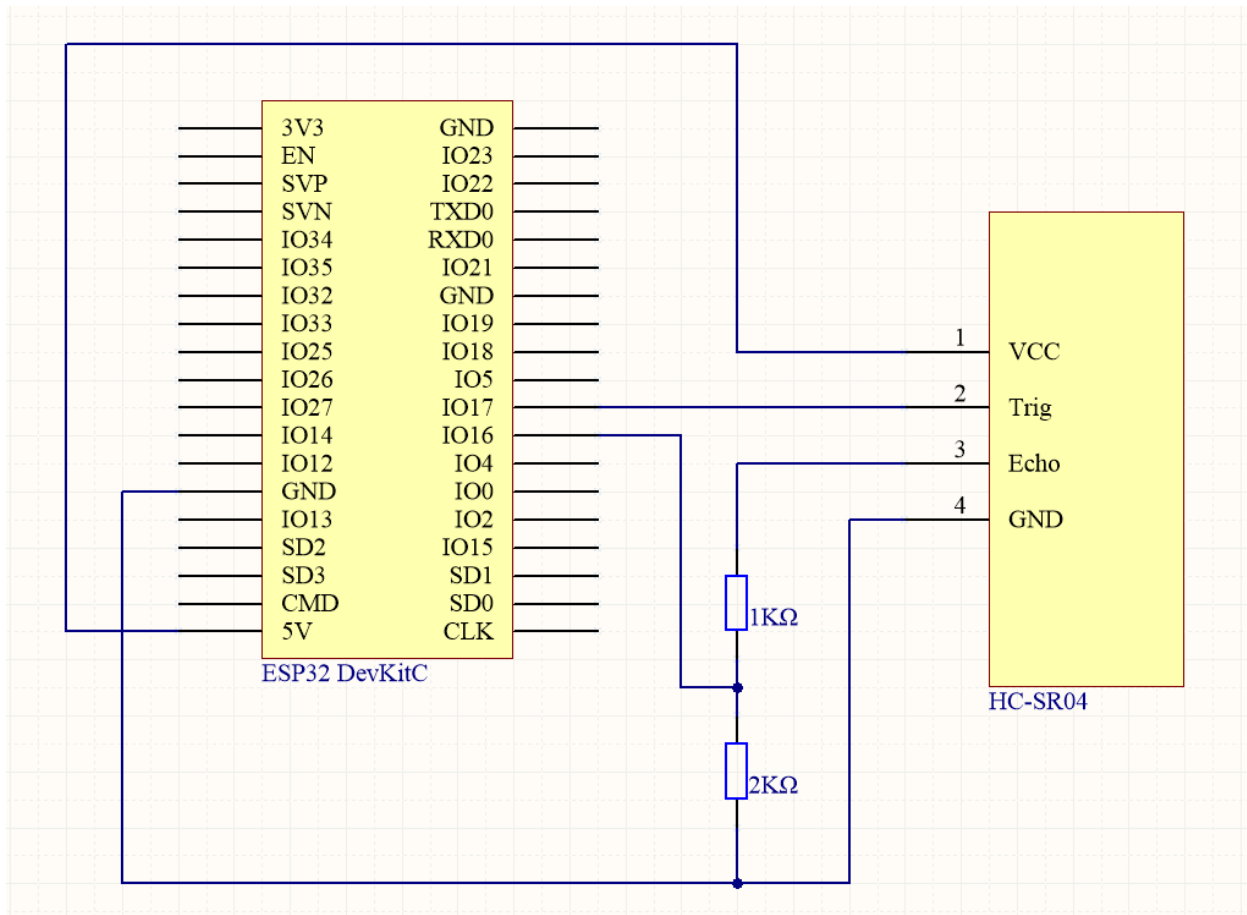 3V3 GND
EN IO23
SVP IO22
SVN TXD0
IO34 RXD0
IO35 IO21
IO32 GND
IO33 IO19
IO25 IO18
IO26 IO5
IO27 IO17
IO14 IO16
IO12 IO4
GND IO0
IO13 IO2
SD2 IO15
SD3 SD1
CMD SD0
5V CLK
ESP32 DevKitC
1 VCC
2 Trig
3 Echo
4 GND
HC-SR04
1KΩ
2KΩ